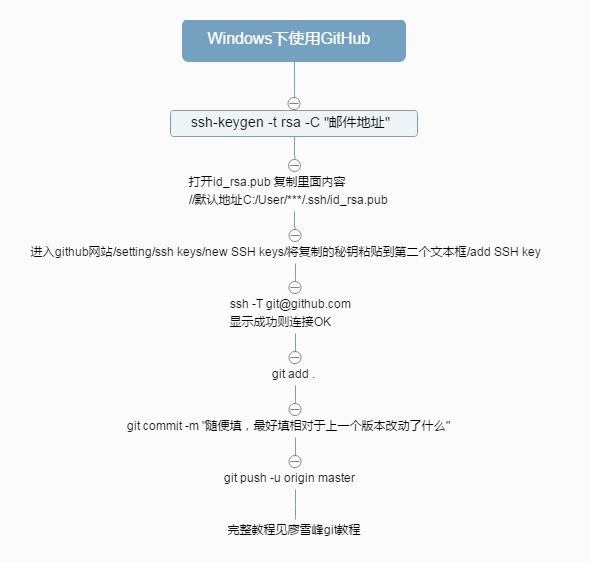 Windows下使用GitHub
ssh-keygen -t rsa -C "邮件地址"
打开id_rsa.pub 复制里面内容
//默认地址C:/User/***/.ssh/id_rsa.pub
进入github网站/setting/ssh keys/new SSH keys/将复制的秘钥粘贴到第二个文本框/add SSH key
ssh -T git@github.com
显示成功则连接OK
git add .
git commit -m "随便填，最好填相对于上一个版本改动了什么"
git push -u origin master
完整教程见廖雪峰git教程